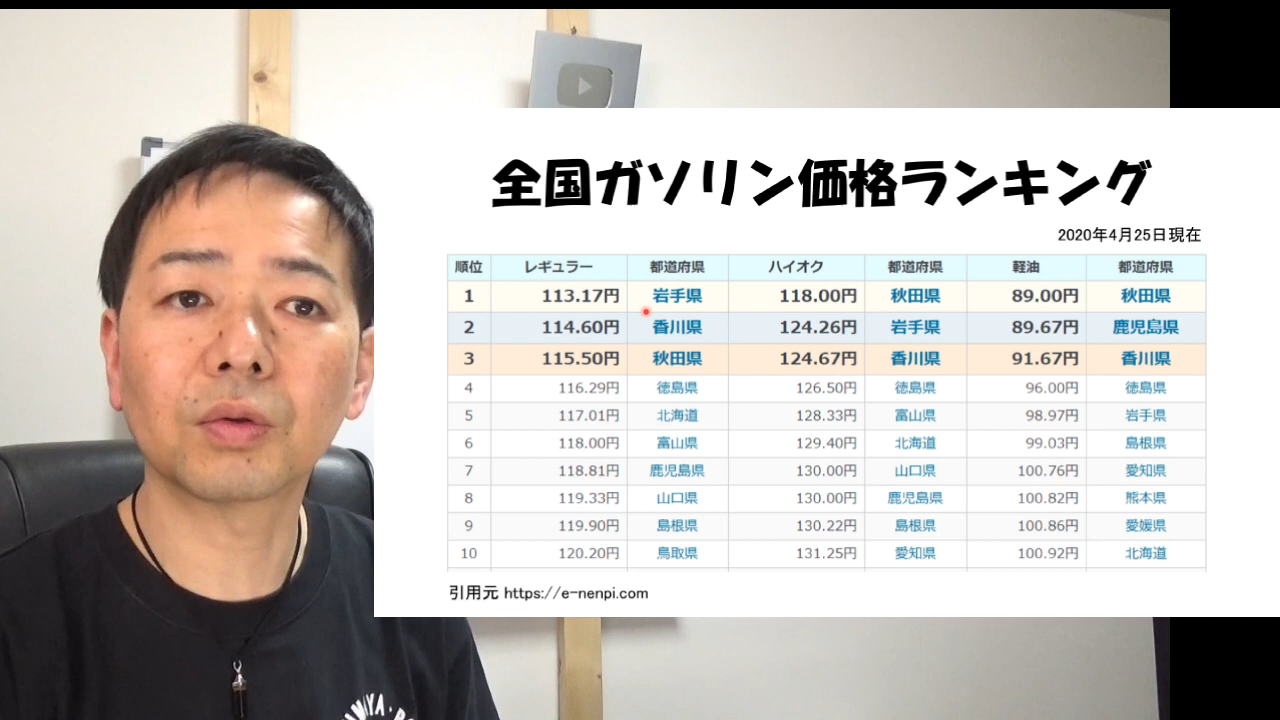 全国ガソリン価格ランキング
2020年4月25日現在
順位 レギュラー 都道府県 ハイオク 都道府県 軽油 都道府県
1 113.17円 岩手県 118.00円 秋田県 89.00円 秋田県
2 114.60円 香川県 124.26円 岩手県 89.67円 鹿児島県
3 115.50円 秋田県 124.67円 香川県 91.67円 香川県
4 116.29円 徳島県 126.50円 徳島県 96.00円 徳島県
5 117.01円 北海道 128.33円 富山県 98.97円 岩手県
6 118.00円 富山県 129.40円 北海道 99.03円 島根県
7 118.81円 鹿児島県 130.00円 山口県 100.76円 愛知県
8 119.33円 山口県 130.00円 鹿児島県 100.82円 熊本県
9 119.90円 島根県 130.22円 島根県 100.86円 愛媛県
10 120.20円 鳥取県 131.25円 愛知県 100.92円 北海道
引用元 https://e-nenpi.com